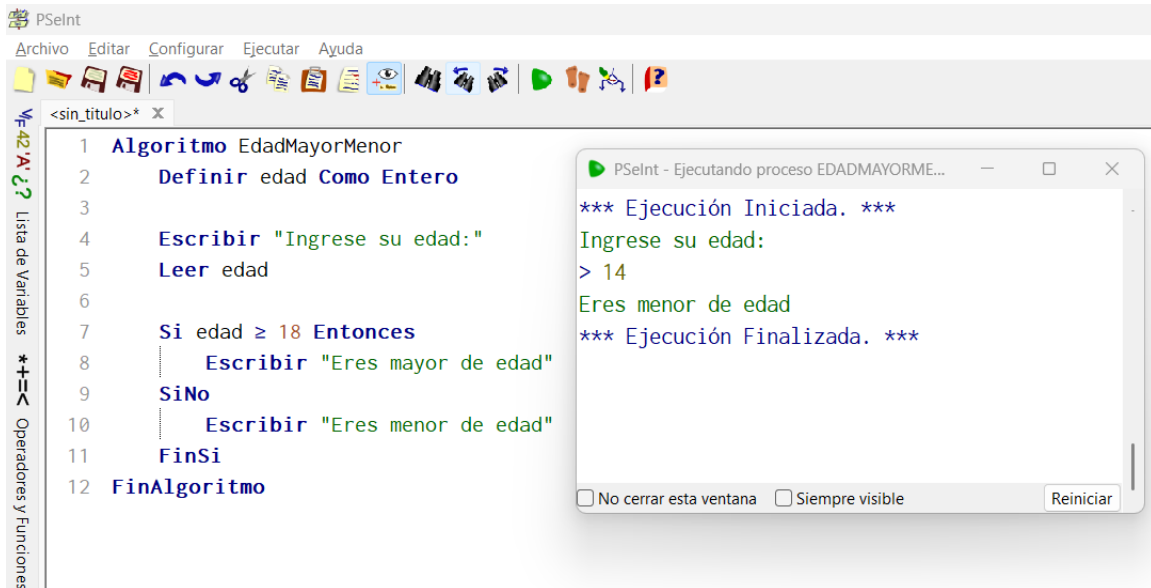 PSeInt
Archivo Editar Configurar Ejecutar Ayuda
<sin_titulo>* X
42 'A' ¿?
Lista de Variables
*+=<
Operadores y Funciones
1 Algoritmo EdadMayorMenor
2 Definir edad Como Entero
3
4 Escribir "Ingrese su edad:"
5 Leer edad
6
7 Si edad ≥ 18 Entonces
8 Escribir "Eres mayor de edad"
9 SiNo
10 Escribir "Eres menor de edad"
11 FinSi
12 FinAlgoritmo
PSeInt - Ejecutando proceso EDADMAYORME...
*** Ejecución Iniciada. ***
Ingrese su edad:
> 14
Eres menor de edad
*** Ejecución Finalizada. ***
No cerrar esta ventana Siempre visible Reiniciar